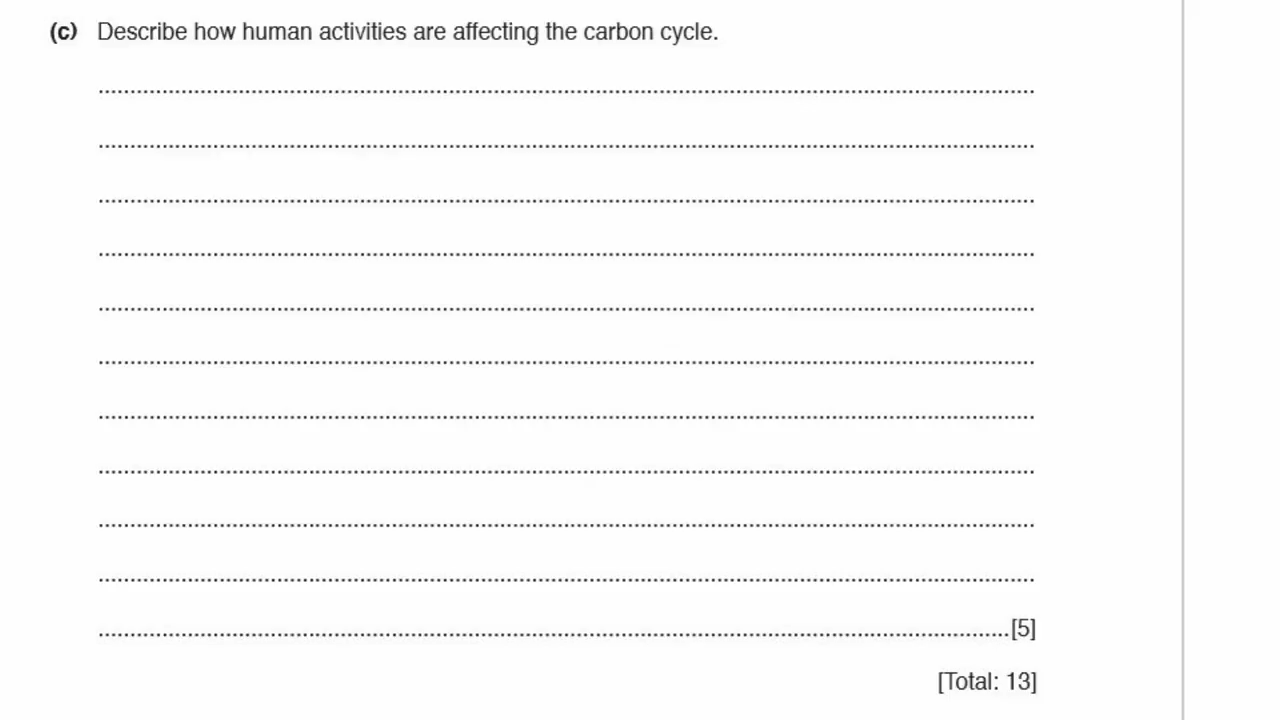 (c) Describe how human activities are affecting the carbon cycle.
[5]
[Total: 13]